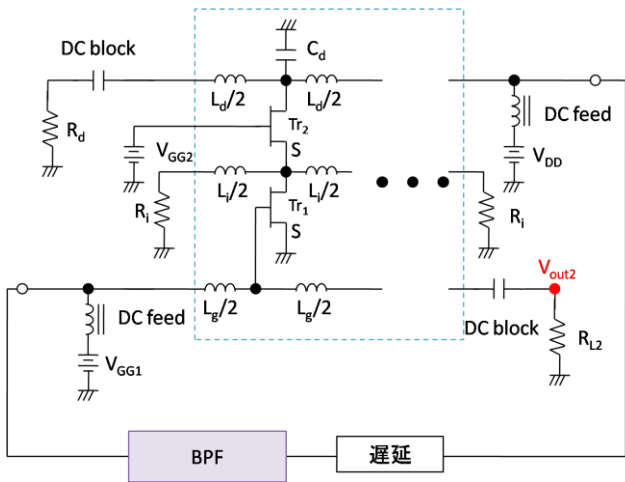 C_d
DC block
L_d/2
L_d/2
R_d
Tr_2
DC feed
V_GG2
S
V_DD
L_i/2
L_i/2
R_i
Tr_1
R_i
S
V_out2
L_g/2
L_g/2
DC feed
DC block
V_GG1
R_L2
BPF
遅延